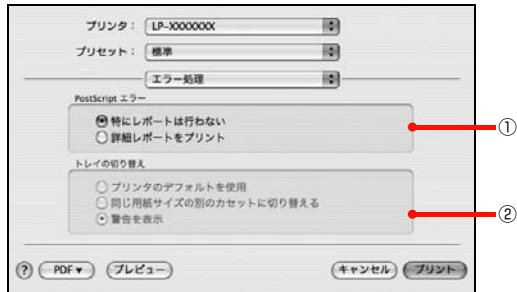 プリンタ： LP-XXXXXXX
プリセット： 標準
エラー処理
PostScript エラー
特にレポートは行わない
詳細レポートをプリント
①
トレイの切り替え
プリンタのデフォルトを使用
同じ用紙サイズの別のカセットに切り替える
警告を表示
②
? PDF▼ プレビュー キャンセル プリント